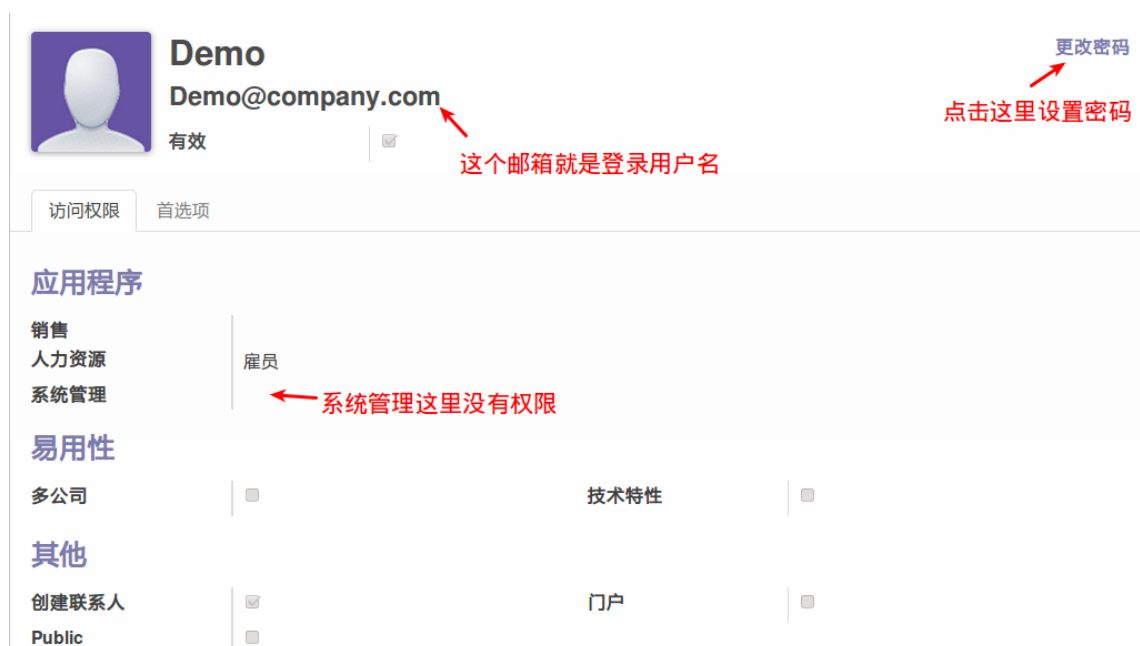 Demo
更改密码
Demo@company.com
点击这里设置密码
有效
这个邮箱就是登录用户名
访问权限 首选项
应用程序
销售
人力资源 雇员
系统管理
系统管理这里没有权限
易用性
多公司 技术特性
其他
创建联系人 门户
Public